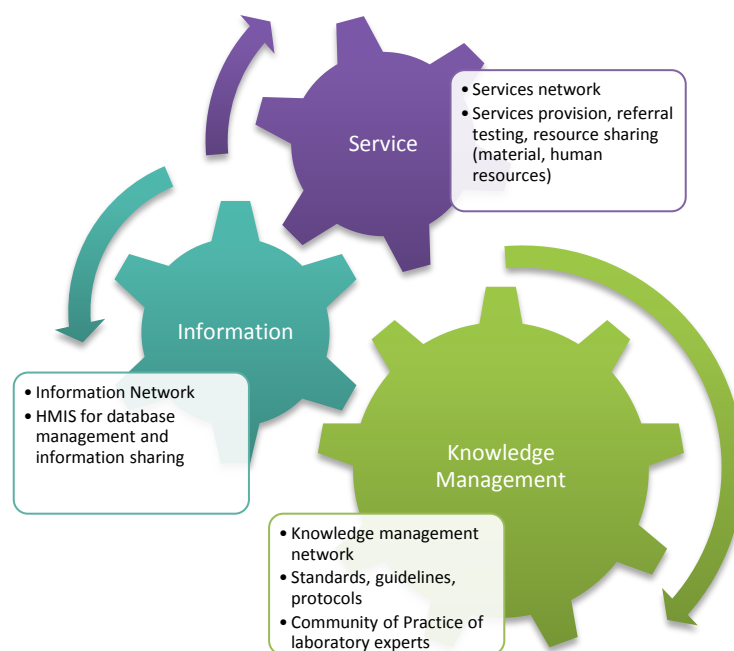 Service
• Services network
• Services provision, referral
testing, resource sharing
(material, human
resources)
Information
• Information Network
• HMIS for database
management and
information sharing
Knowledge
Management
• Knowledge management
network
• Standards, guidelines,
protocols
• Community of Practice of
laboratory experts